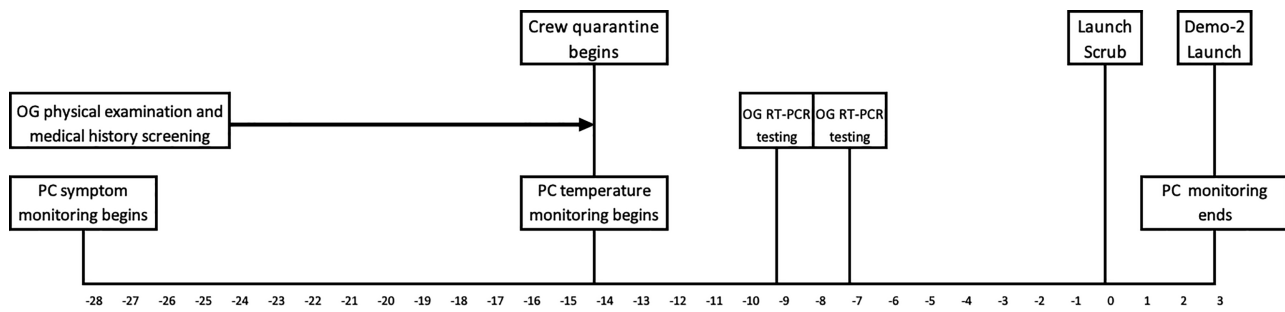 Crew quarantine
begins
Launch
Scrub
Demo-2
Launch
OG physical examination and
medical history screening
OG RT-PCR
testing
OG RT-PCR
testing
PC symptom
monitoring begins
PC temperature
monitoring begins
PC monitoring
ends
-28 -27 -26 -25 -24 -23 -22 -21 -20 -19 -18 -17 -16 -15 -14 -13 -12 -11 -10 -9 -8 -7 -6 -5 -4 -3 -2 -1 0 1 2 3